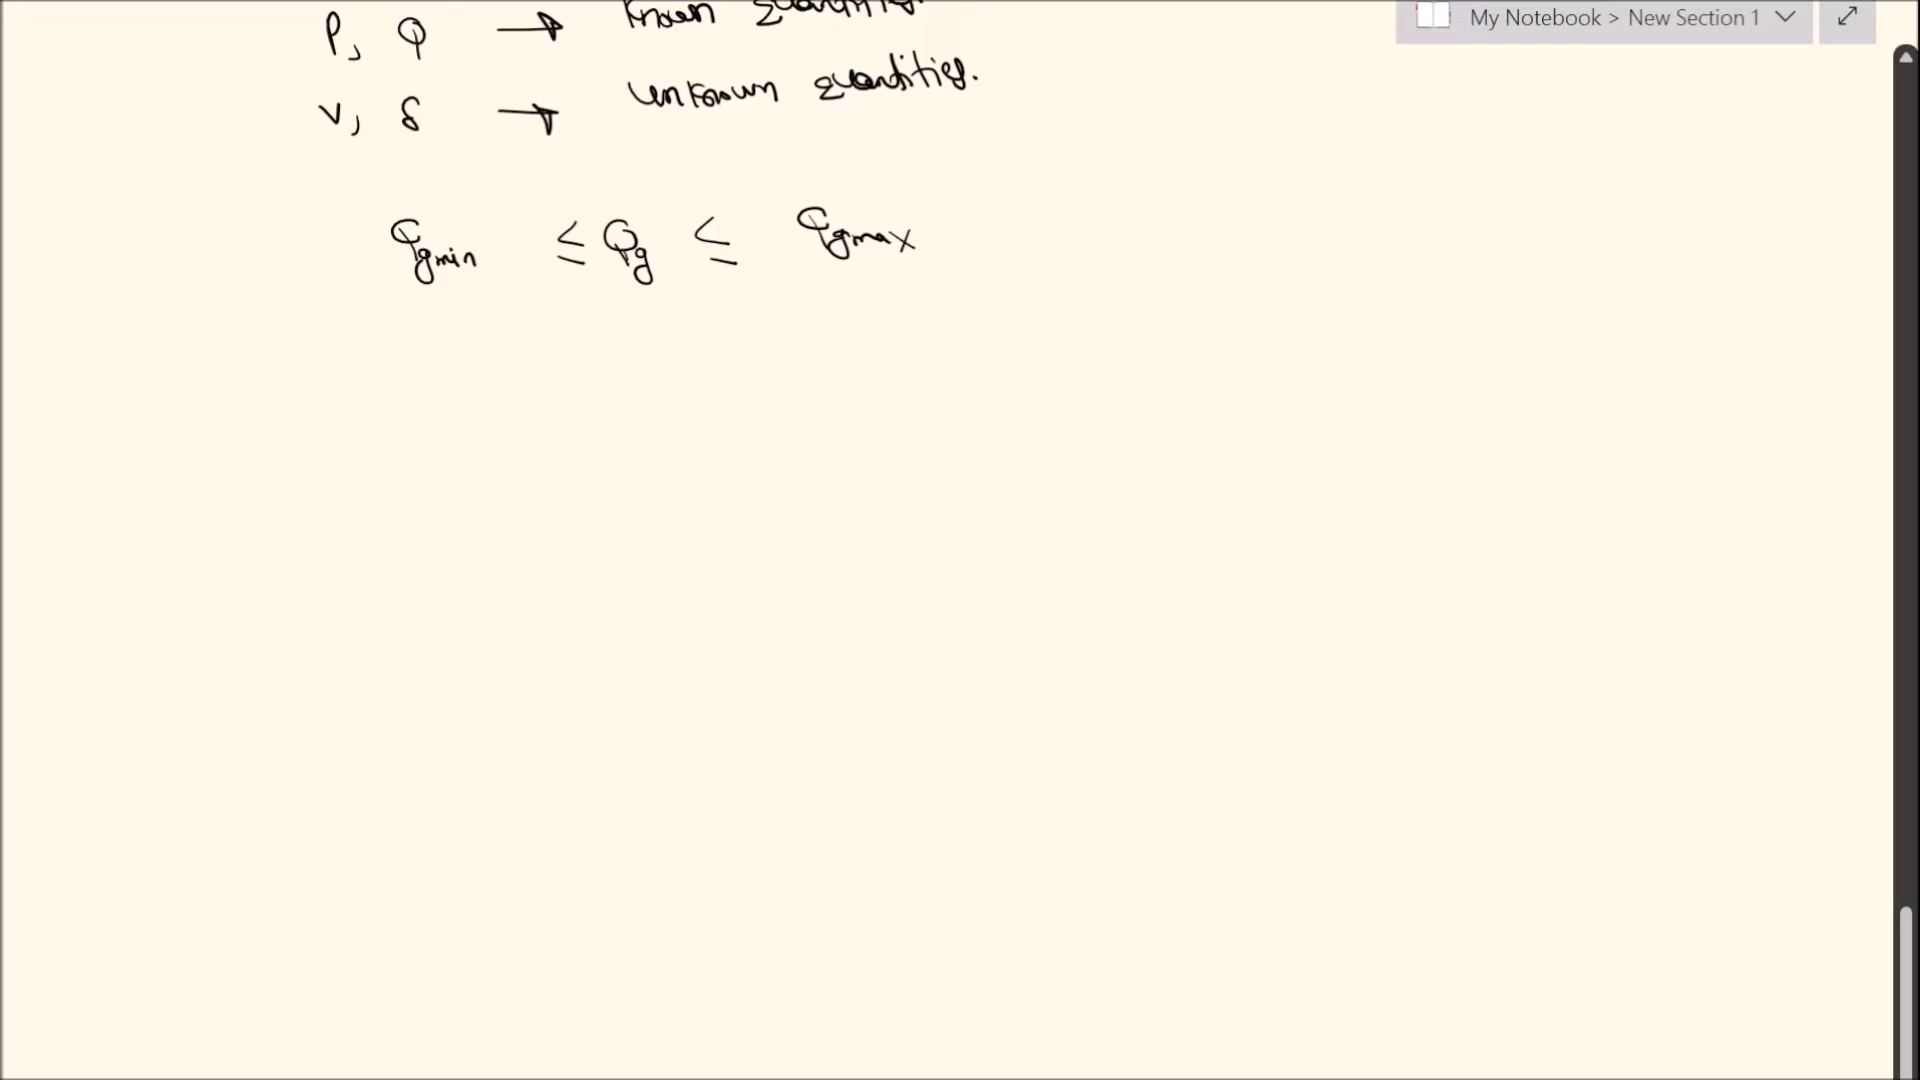 My Notebook > New Section 1
P, Q → known quantities.
V, δ → unknown quantities.
Qgmin ≤ Qg ≤ Qgmax